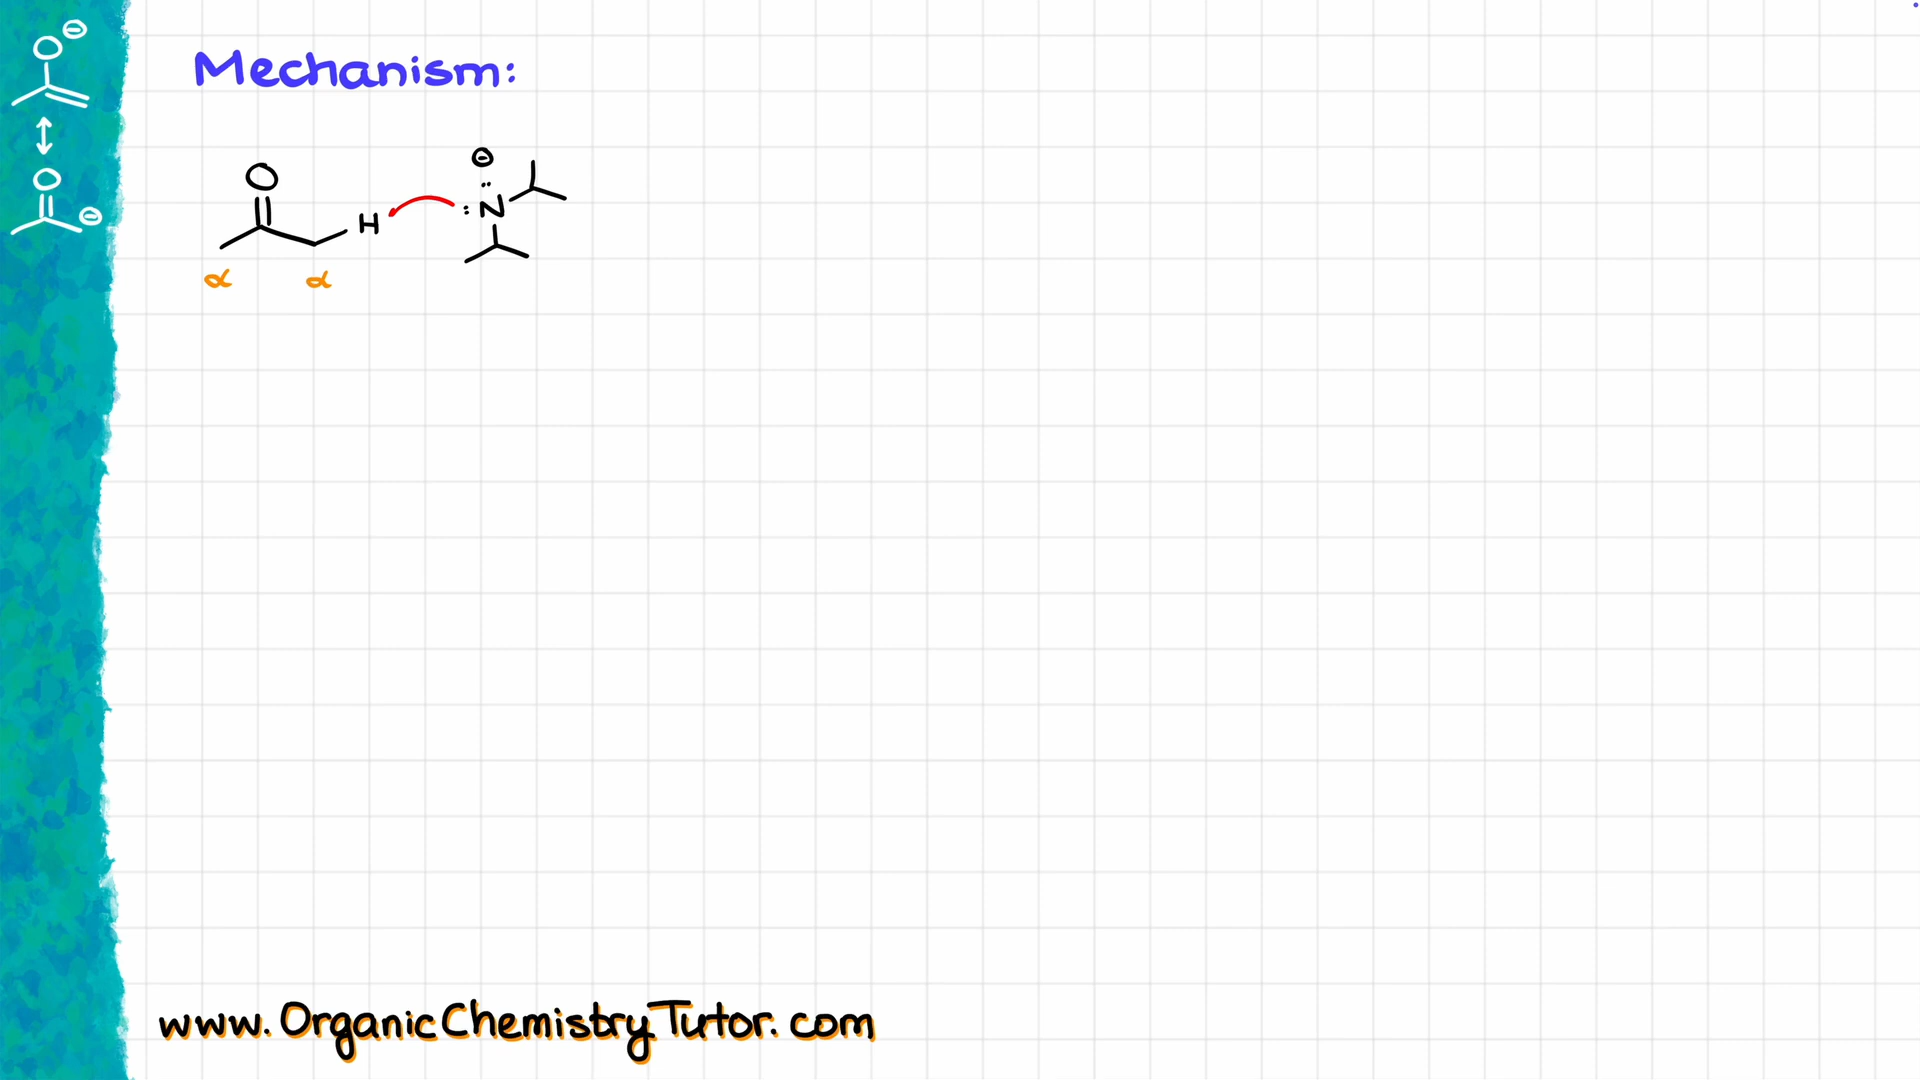 Mechanism:
O ⊖
O
⊖
O
H
⊖
N
α
α
www.OrganicChemistryTutor.com